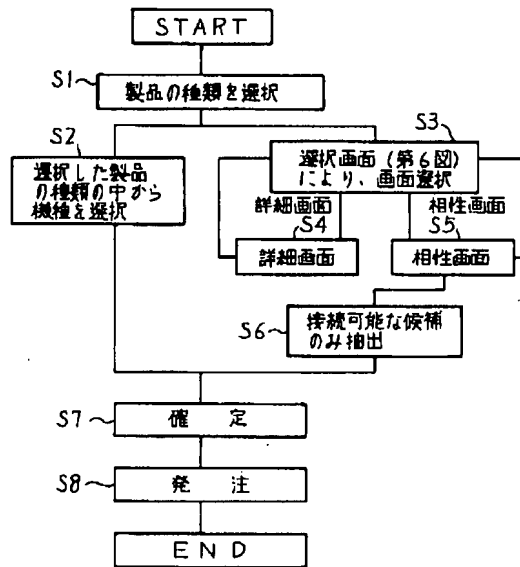 START
S1
製品の種類を選択
S2
S3
選択した製品
の種類の中から
機種を選択
選択画面(第6図)
により、画面選択
詳細画面
相性画面
S4
S5
詳細画面
相性画面
S6
接続可能な候補
のみ抽出
S7
確定
S8
発注
END